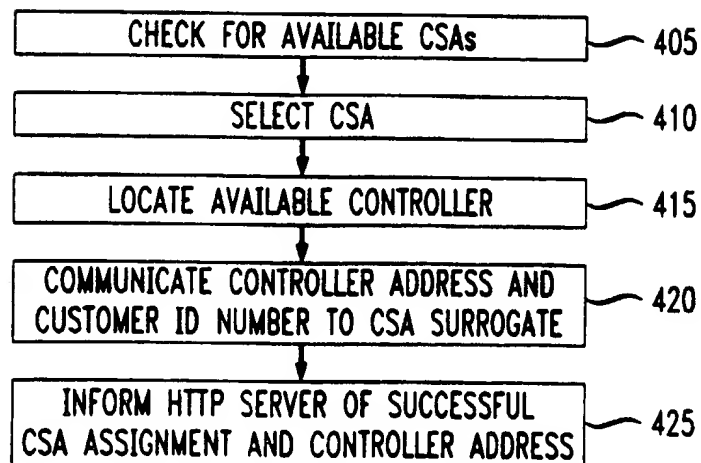 CHECK FOR AVAILABLE CSAs
405
SELECT CSA
410
LOCATE AVAILABLE CONTROLLER
415
COMMUNICATE CONTROLLER ADDRESS AND
CUSTOMER ID NUMBER TO CSA SURROGATE
420
INFORM HTTP SERVER OF SUCCESSFUL
CSA ASSIGNMENT AND CONTROLLER ADDRESS
425